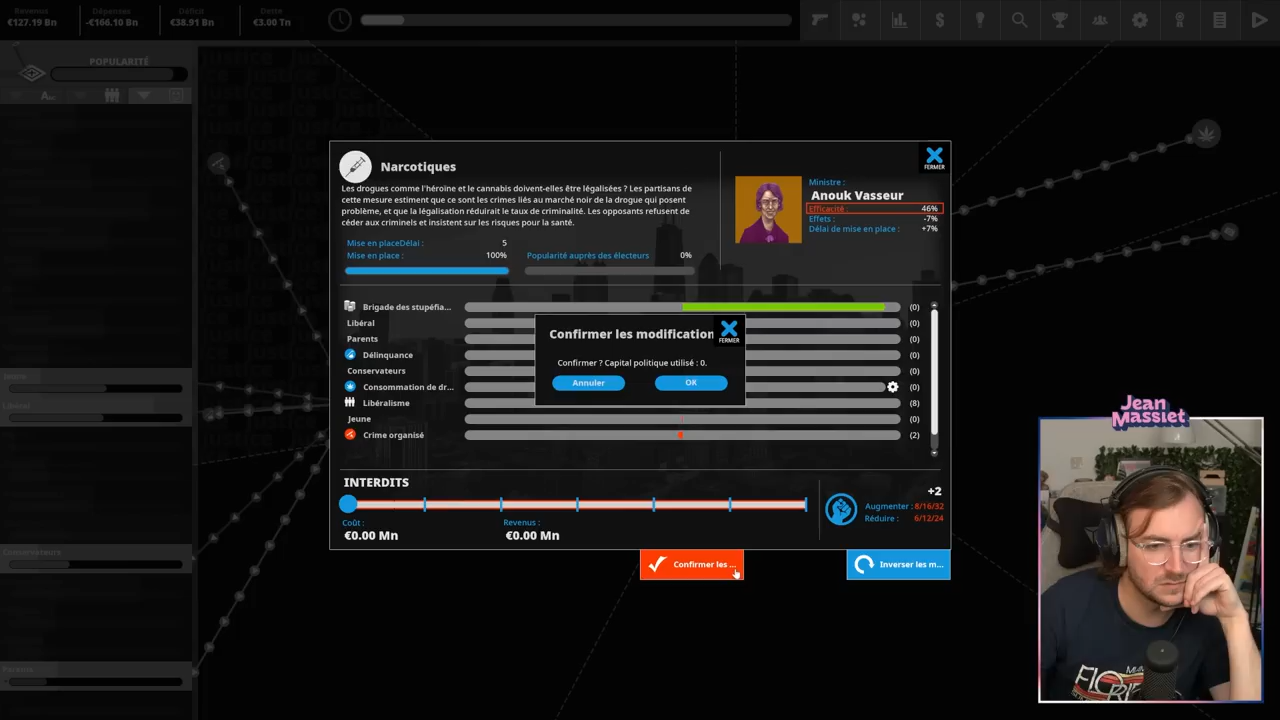 Revenus
Dépenses
Déficit
Dette
€127.19 Bn
-€166.10 Bn
€38.91 Bn
€3.00 Tn
POPULARITÉ
Justice
Libéral
Conservateurs
Parents
Narcotiques
FERMER
Les drogues comme l'héroïne et le cannabis doivent-elles être légalisées ? Les partisans de
cette mesure estiment que ce sont les crimes liés au marché noir de la drogue qui posent
problème, et que la légalisation réduirait le taux de criminalité. Les opposants refusent de
céder aux criminels et insistent sur les risques pour la santé.
Mise en placeDélai : 5
Mise en place : 100%
Popularité auprès des électeurs 0%
Ministre :
Anouk Vasseur
Efficacité : 46%
Effets : -7%
Délai de mise en place : +7%
Brigade des stupéfia... (0)
Libéral (0)
Parents (0)
Délinquance (0)
Conservateurs (0)
Consommation de dr... (0)
Libéralisme (8)
Jeune (0)
Crime organisé (2)
Confirmer les modification
FERMER
Confirmer ? Capital politique utilisé : 0.
Annuler
OK
INTERDITS
Coût :
€0.00 Mn
Revenus :
€0.00 Mn
+2
Augmenter : 8/16/32
Réduire : 6/12/24
Confirmer les ...
Inverser les m...
Jean
Massiet